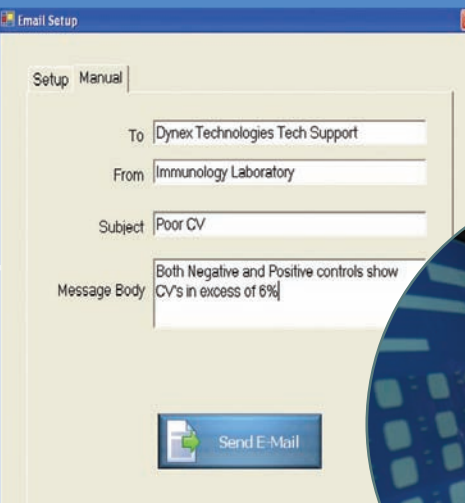 Email Setup
Setup Manual
To Dynex Technologies Tech Support
From Immunology Laboratory
Subject Poor CV
Message Body Both Negative and Positive controls show
CV's in excess of 6%
Send E-Mail